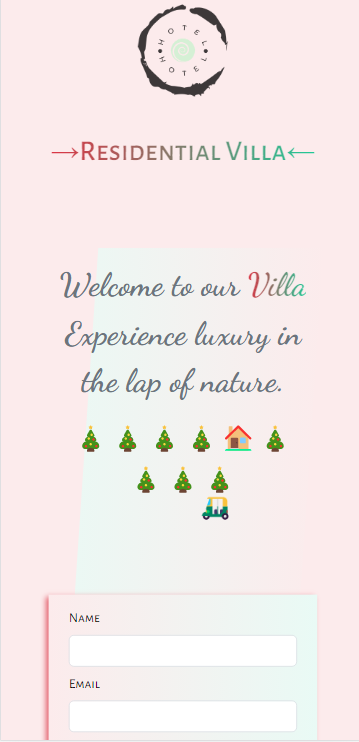 HOTEL
HOTEL
→Residential Villa←
Welcome to our Villa
Experience luxury in
the lap of nature.
🎄 🎄 🎄 🎄 🏠 🎄
🎄 🎄 🎄
🛺
Name
Email